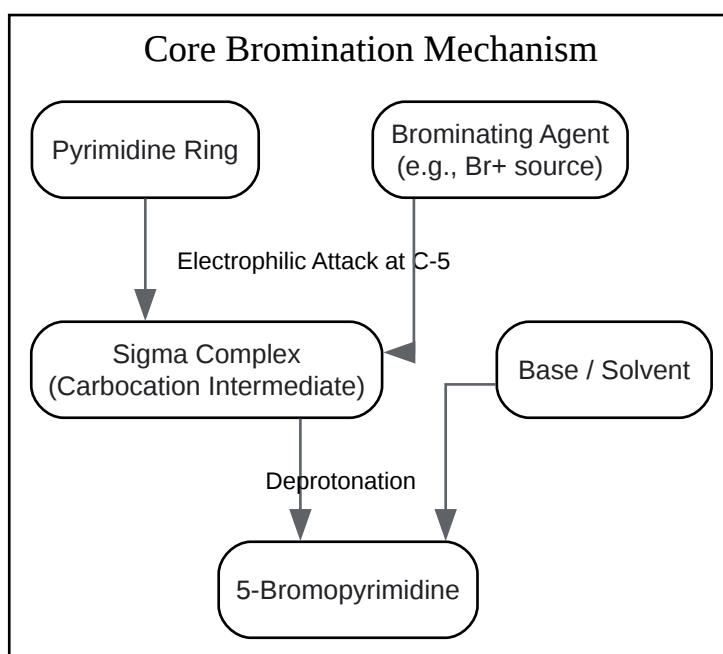 Core Bromination Mechanism
Pyrimidine Ring
Brominating Agent
(e.g., Br+ source)
Electrophilic Attack at C-5
Sigma Complex
(Carbocation Intermediate)
Base / Solvent
Deprotonation
5-Bromopyrimidine